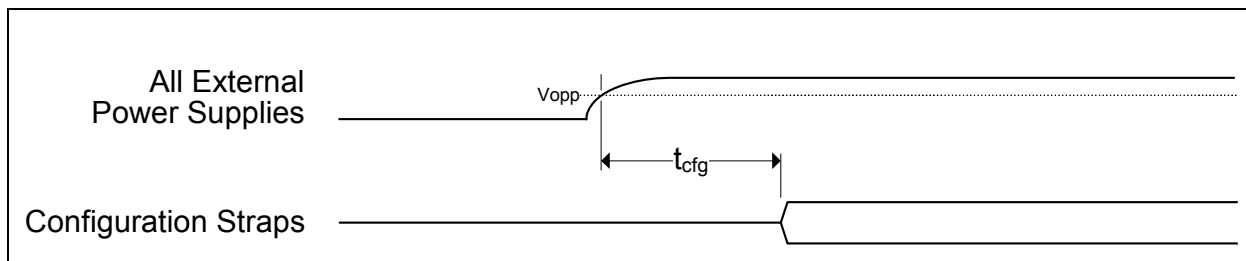 All External
Power Supplies
Vopp
tcfg
Configuration Straps